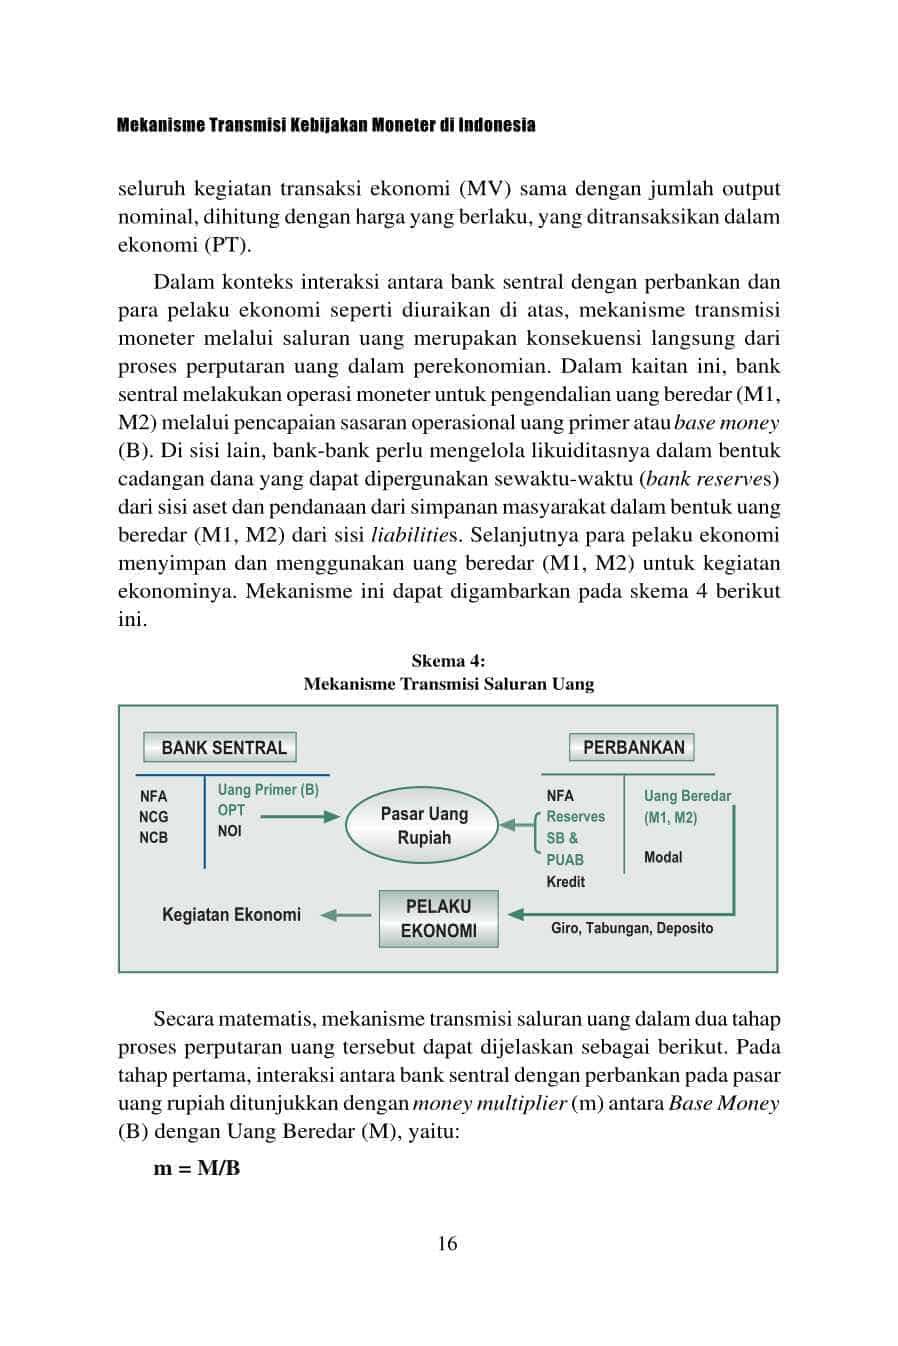 Mekanisme Transmisi Kebijakan Moneter di Indonesia
seluruh kegiatan transaksi ekonomi (MV) sama dengan jumlah output
nominal, dihitung dengan harga yang berlaku, yang ditransaksikan dalam
ekonomi (PT).
Dalam konteks interaksi antara bank sentral dengan perbankan dan
para pelaku ekonomi seperti diuraikan di atas, mekanisme transmisi
moneter melalui saluran uang merupakan konsekuensi langsung dari
proses perputaran uang dalam perekonomian. Dalam kaitan ini, bank
sentral melakukan operasi moneter untuk pengendalian uang beredar (M1,
M2) melalui pencapaian sasaran operasional uang primer atau base money
(B). Di sisi lain, bank-bank perlu mengelola likuiditasnya dalam bentuk
cadangan dana yang dapat dipergunakan sewaktu-waktu (bank reserves)
dari sisi aset dan pendanaan dari simpanan masyarakat dalam bentuk uang
beredar (M1, M2) dari sisi liabilities. Selanjutnya para pelaku ekonomi
menyimpan dan menggunakan uang beredar (M1, M2) untuk kegiatan
ekonominya. Mekanisme ini dapat digambarkan pada skema 4 berikut
ini.
Skema 4:
Mekanisme Transmisi Saluran Uang
BANK SENTRAL
NFA
NCG
NCB
Uang Primer (B)
OPT
NOI
Pasar Uang
Rupiah
PERBANKAN
NFA
Reserves
SB &
PUAB
Kredit
Uang Beredar
(M1, M2)
Modal
Kegiatan Ekonomi
PELAKU
EKONOMI
Giro, Tabungan, Deposito
Secara matematis, mekanisme transmisi saluran uang dalam dua tahap
proses perputaran uang tersebut dapat dijelaskan sebagai berikut. Pada
tahap pertama, interaksi antara bank sentral dengan perbankan pada pasar
uang rupiah ditunjukkan dengan money multiplier (m) antara Base Money
(B) dengan Uang Beredar (M), yaitu:
m = M/B
16